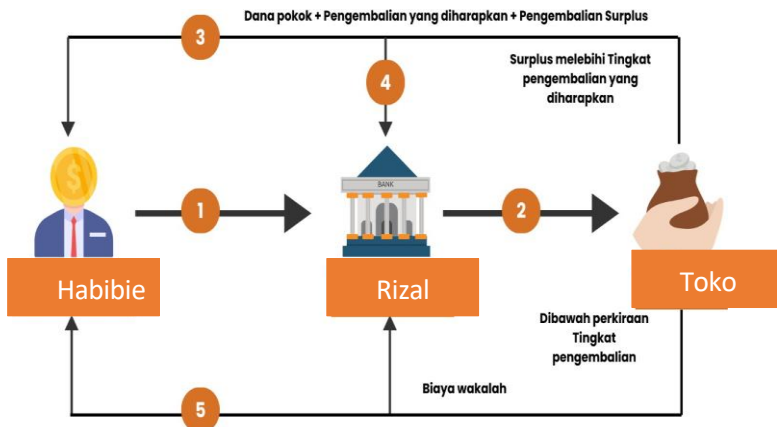 Dana pokok + Pengembalian yang diharapkan + Pengembalian Surplus
3
Surplus melebihi Tingkat
pengembalian yang
diharapkan
4
BANK
1
2
Habibie
Rizal
Toko
Dibawah perkiraan
Tingkat
pengembalian
Biaya wakalah
5